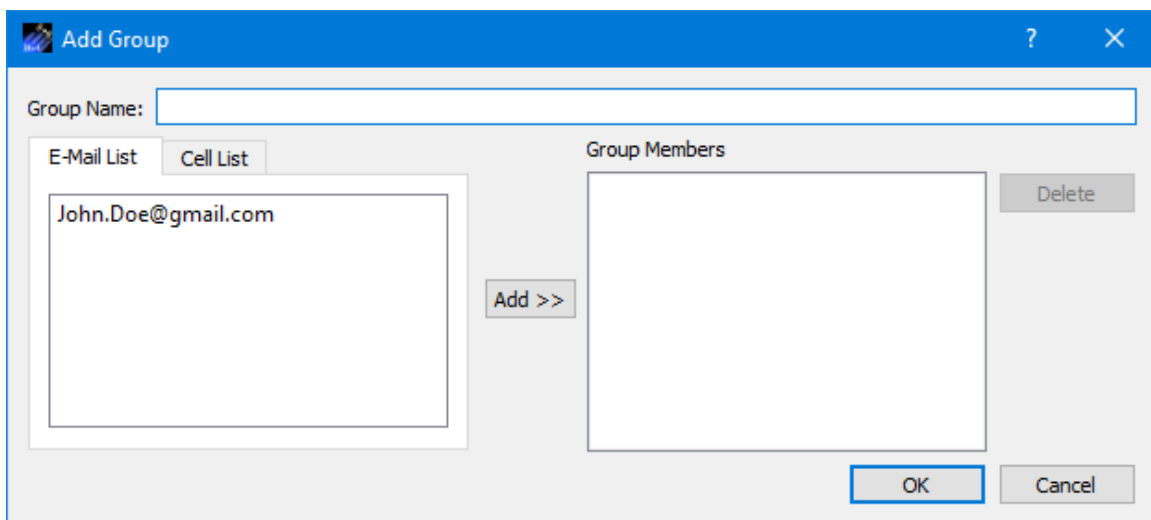 Add Group
?
Group Name:
E-Mail List
Cell List
Group Members
John.Doe@gmail.com
Delete
Add >>
OK
Cancel